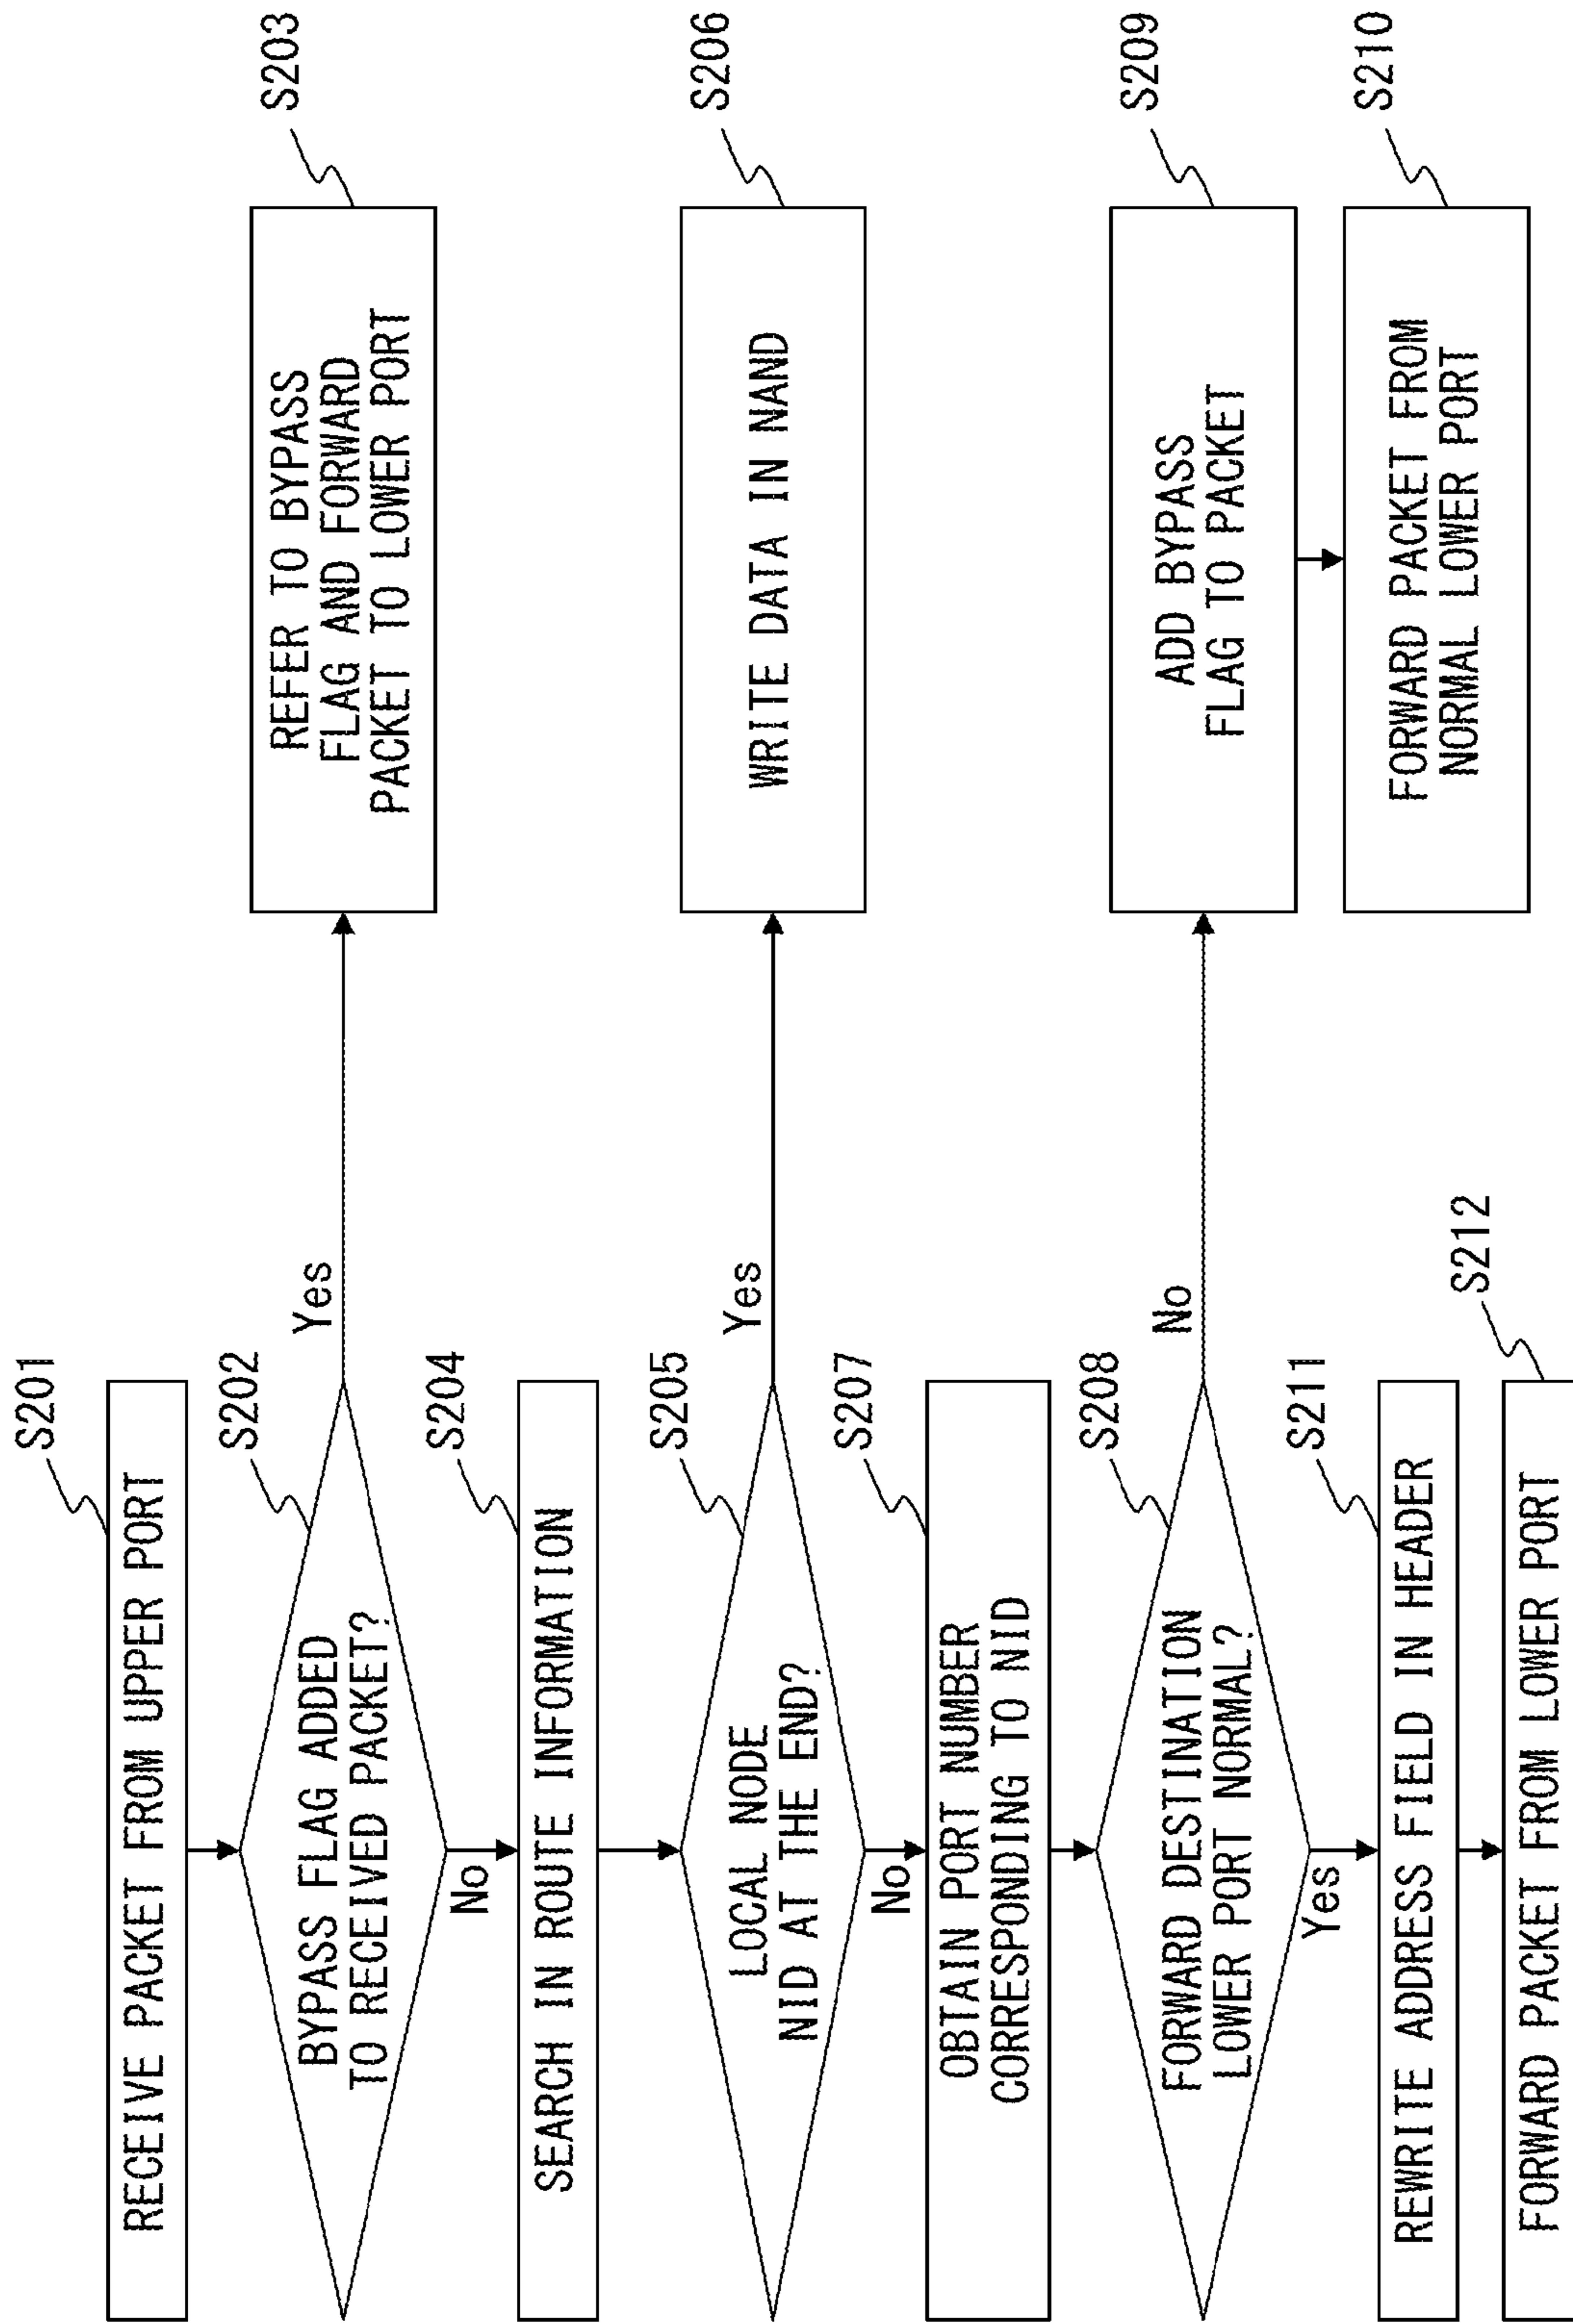 S201
RECEIVE PACKET FROM UPPER PORT
S202
BYPASS FLAG ADDED
TO RECEIVED PACKET?
Yes
S203
REFER TO BYPASS
FLAG AND FORWARD
PACKET TO LOWER PORT
No
S204
SEARCH IN ROUTE INFORMATION
S205
LOCAL NODE
NID AT THE END?
Yes
S206
WRITE DATA IN NAND
No
S207
OBTAIN PORT NUMBER
CORRESPONDING TO NID
S208
FORWARD DESTINATION
LOWER PORT NORMAL?
No
S209
ADD BYPASS
FLAG TO PACKET
S210
FORWARD PACKET FROM
NORMAL LOWER PORT
Yes
S211
REWRITE ADDRESS FIELD IN HEADER
S212
FORWARD PACKET FROM LOWER PORT